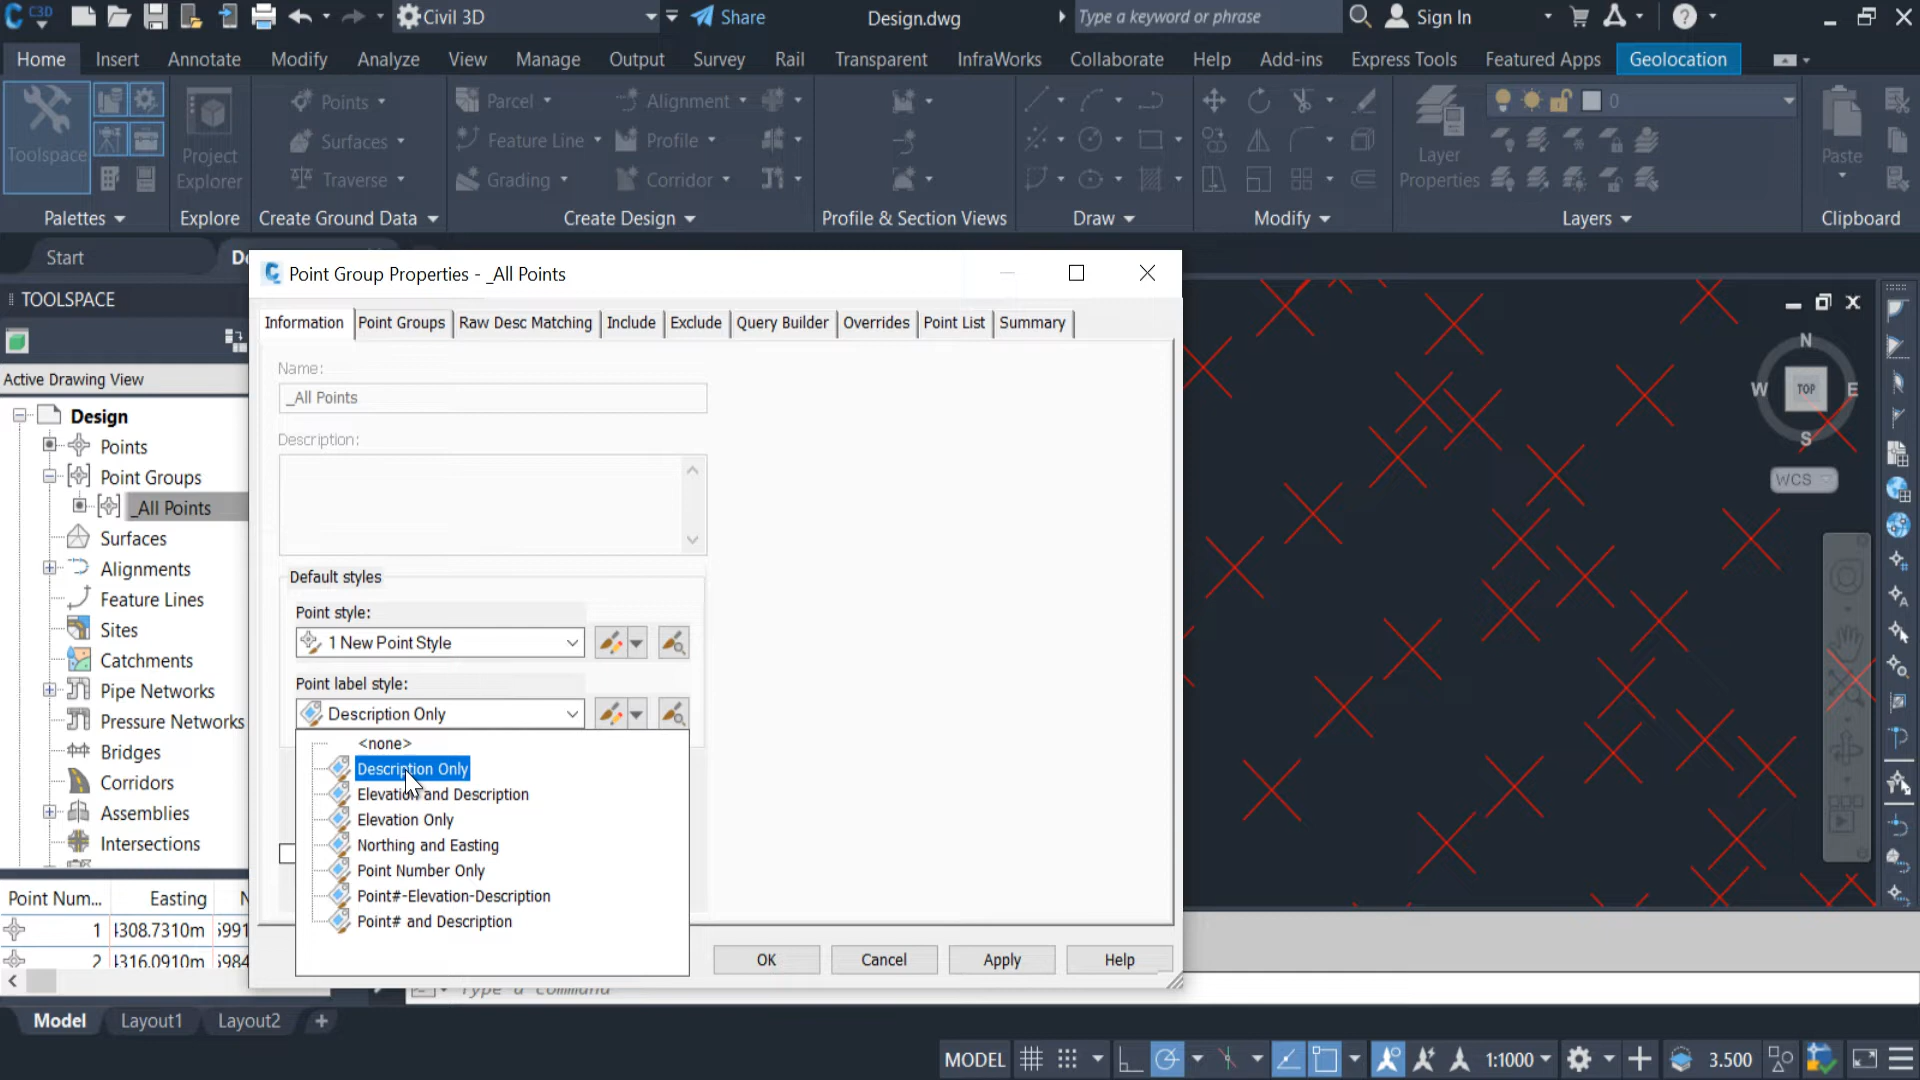 C3D Civil 3D Share Design.dwg Type a keyword or phrase Sign In
Home Insert Annotate Modify Analyze View Manage Output Survey Rail Transparent InfraWorks Collaborate Help Add-ins Express Tools Featured Apps Geolocation
Points Parcel Alignment 0
Surfaces Feature Line Profile
Toolspace Project Explorer Layer Properties Paste
Traverse Grading Corridor
Palettes Explore Create Ground Data Create Design Profile & Section Views Draw Modify Layers Clipboard
Start
Point Group Properties - _All Points
TOOLSPACE
Information Point Groups Raw Desc Matching Include Exclude Query Builder Overrides Point List Summary
N
W TOP E
S
WCS
Active Drawing View
Design
Points
Point Groups
_All Points
Surfaces
Alignments
Feature Lines
Sites
Catchments
Pipe Networks
Pressure Networks
Bridges
Corridors
Assemblies
Intersections
Name:
_All Points
Description:
Default styles
Point style:
1 New Point Style
Point label style:
Description Only
<none>
Description Only
Elevation and Description
Elevation Only
Northing and Easting
Point Number Only
Point#-Elevation-Description
Point# and Description
OK Cancel Apply Help
Point Num... Easting N
1 4308.7310m 5991
2 4316.0910m 5984
Type a command
Model Layout1 Layout2 +
MODEL 1:1000 3.500